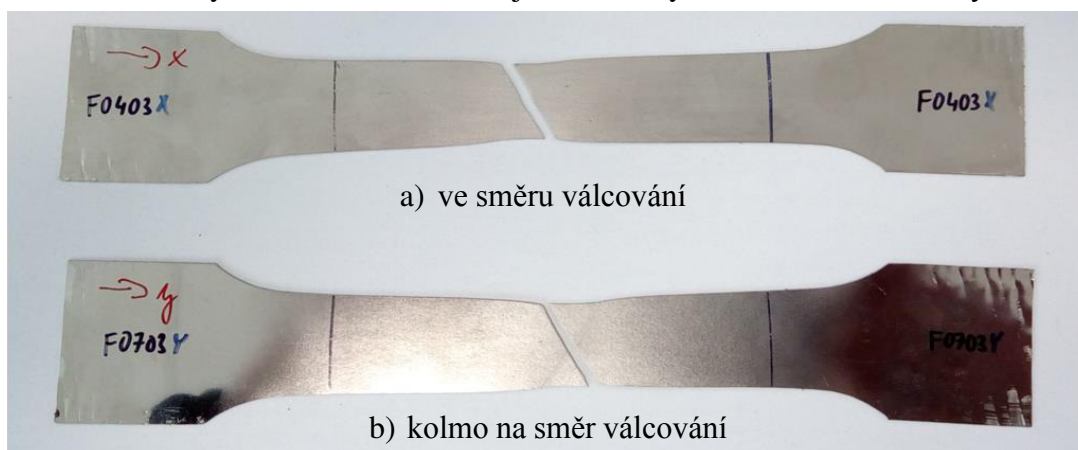 → x
F0403X
F0403X
a) ve směru válcování
→ y
F0703Y
F0703Y
b) kolmo na směr válcování